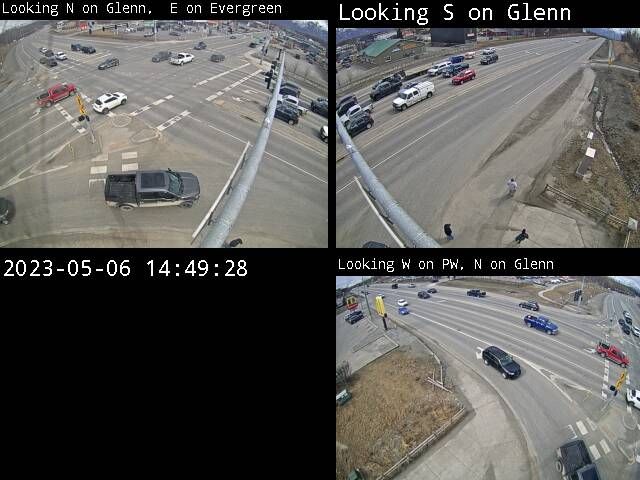 Looking N on Glenn,  E on Evergreen
Looking S on Glenn
2023-05-06 14:49:28
Looking W on PW, N on Glenn